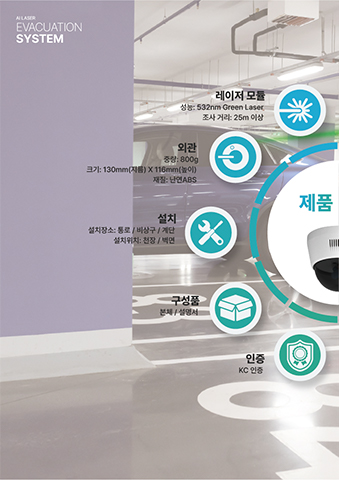 AI LASER
EVACUATION
SYSTEM
레이저 모듈
성능: 532nm Green Laser
조사 거리: 25m 이상
외관
중량: 800g
크기: 130mm(지름) X 116mm(높이)
재질: 난연ABS
제품
설치
설치장소: 통로 / 비상구 / 계단
설치위치: 천장 / 벽면
구성품
본체 / 설명서
인증
KC 인증